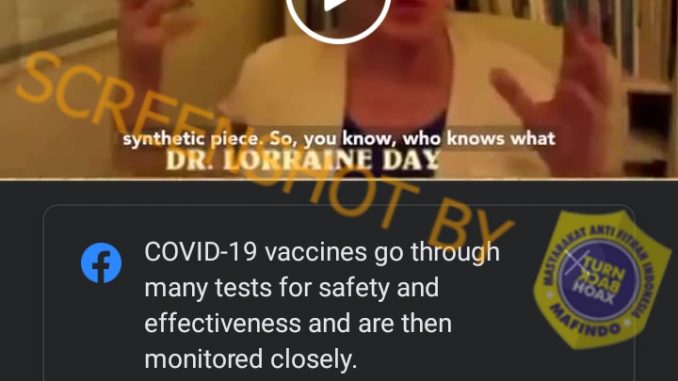 synthetic piece. So, you know, who knows what
DR. LORRAINE DAY
SCREENSHOT BY
COVID-19 vaccines go through
many tests for safety and
effectiveness and are then
monitored closely.
MASYARAKAT ANTI FITNAH INDONESIA
TURN
BACK
HOAX
MAFINDO